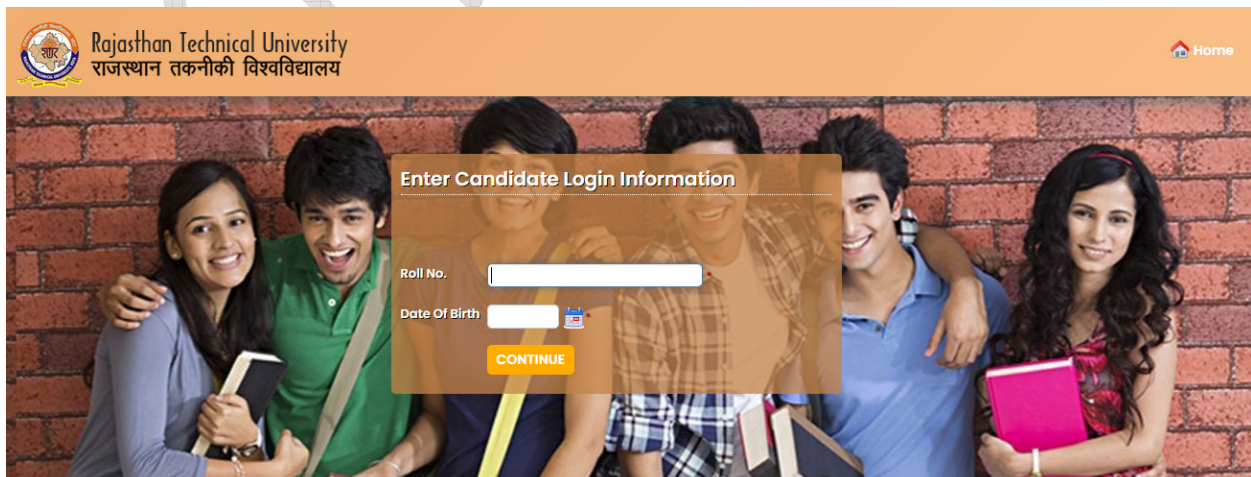 Rajasthan Technical University
राजस्थान तकनीकी विश्वविद्यालय
Home
Enter Candidate Login Information
Roll No.
*
Date Of Birth
*
CONTINUE